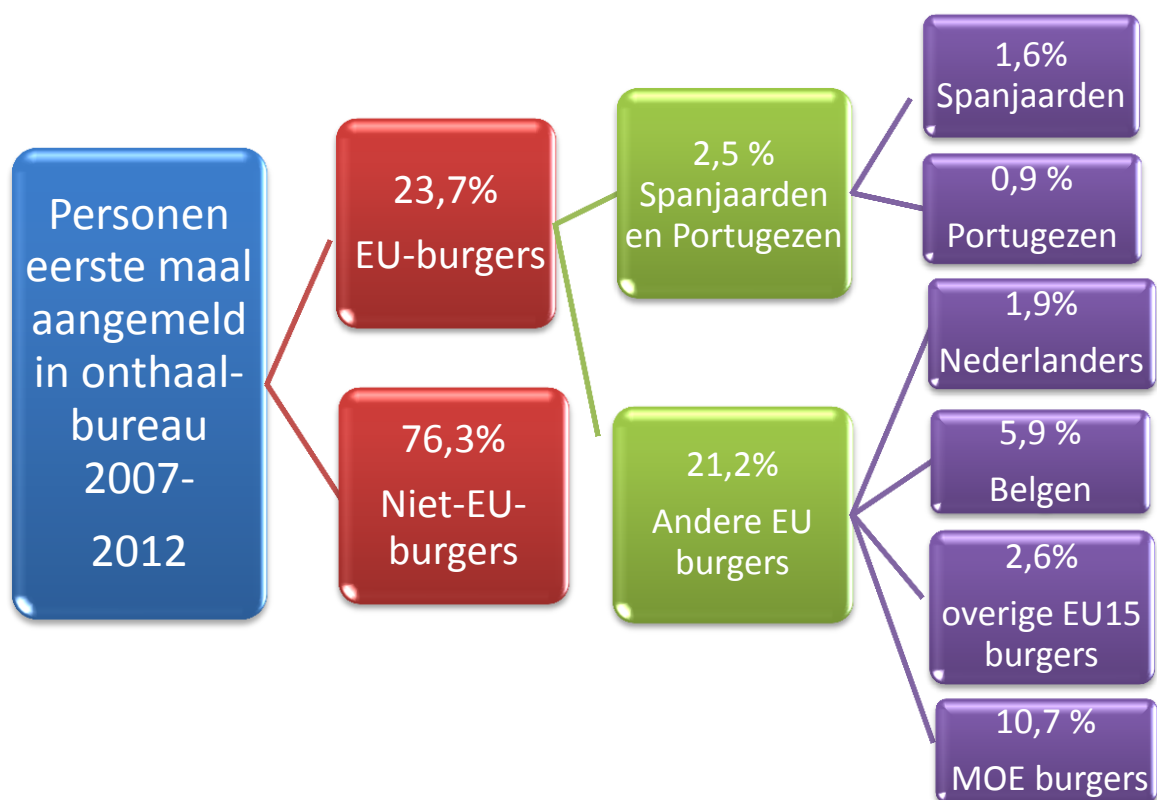 Personen
eerste maal
aangemeld
in onthaal-
bureau
2007-
2012
23,7%
EU-burgers
76,3%
Niet-EU-
burgers
2,5 %
Spanjaarden
en Portugezen
21,2%
Andere EU
burgers
1,6%
Spanjaarden
0,9 %
Portugezen
1,9%
Nederlanders
5,9 %
Belgen
2,6%
overige EU15
burgers
10,7 %
MOE burgers